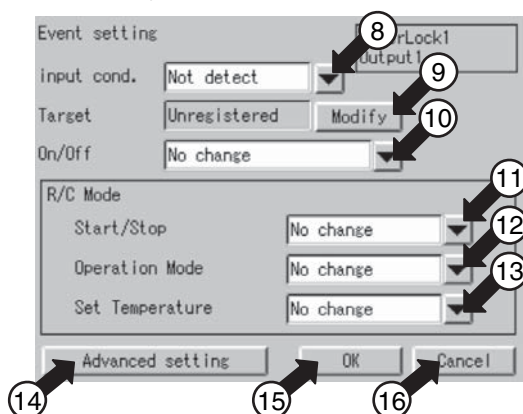 Event setting
rLock1
Output1
8
input cond. Not detect
9
Target Unregistered Modify
10
On/Off No change
11
R/C Mode
Start/Stop No change
12
Operation Mode No change
13
Set Temperature No change
Advanced setting OK Cancel
14 15 16